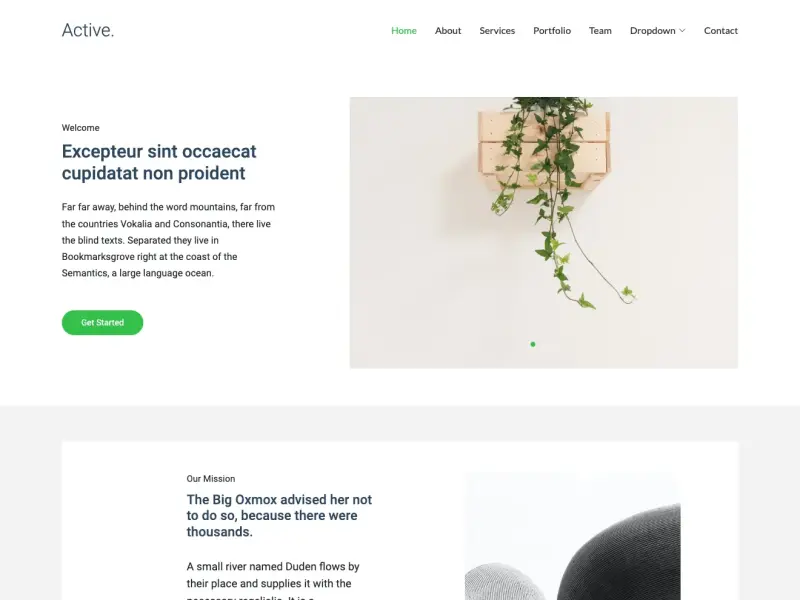 Active.
Home About Services Portfolio Team Dropdown Contact
Welcome
Excepteur sint occaecat
cupidatat non proident
Far far away, behind the word mountains, far from
the countries Vokalia and Consonantia, there live
the blind texts. Separated they live in
Bookmarksgrove right at the coast of the
Semantics, a large language ocean.
Get Started
Our Mission
The Big Oxmox advised her not
to do so, because there were
thousands.
A small river named Duden flows by
their place and supplies it with the